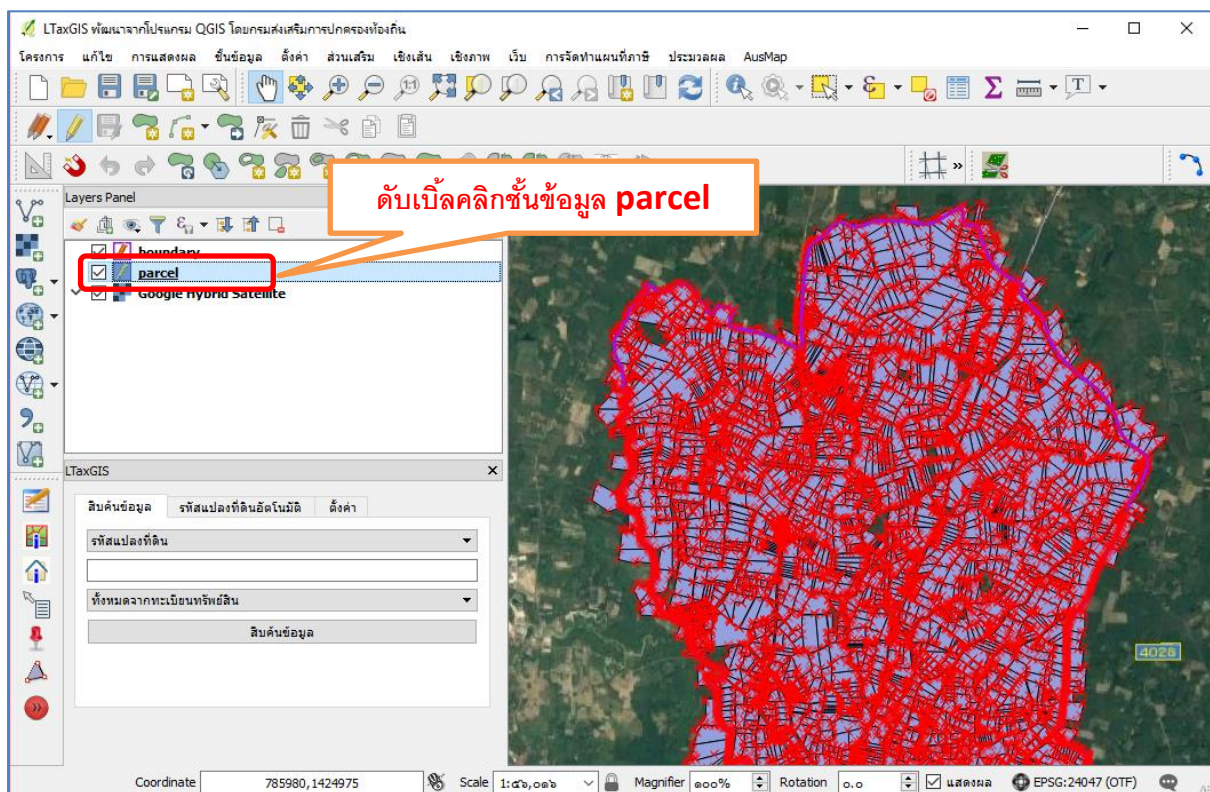 LTaxGIS พัฒนาจากโปรแกรม QGIS โดยกรมส่งเสริมการปกครองท้องถิ่น
โครงการ แก้ไข การแสดงผล ชั้นข้อมูล ตั้งค่า ส่วนเสริม เชิงเส้น เชิงภาพ เว็บ การจัดทำแผนที่ภาษี ประมวลผล AusMap
Layers Panel
ดับเบิ้ลคลิกชั้นข้อมูล parcel
boundary
parcel
Google Hybrid Satellite
LTaxGIS
สืบค้นข้อมูล รหัสแปลงที่ดินอัตโนมัติ ตั้งค่า
รหัสแปลงที่ดิน
ทั้งหมดจากทะเบียนทรัพย์สิน
สืบค้นข้อมูล
4028
Coordinate 785980,1424975 Scale 1:๕๖,๐๑๖ Magnifier ๑๐๐% Rotation ๐.๐ แสดงผล EPSG:24047 (OTF)